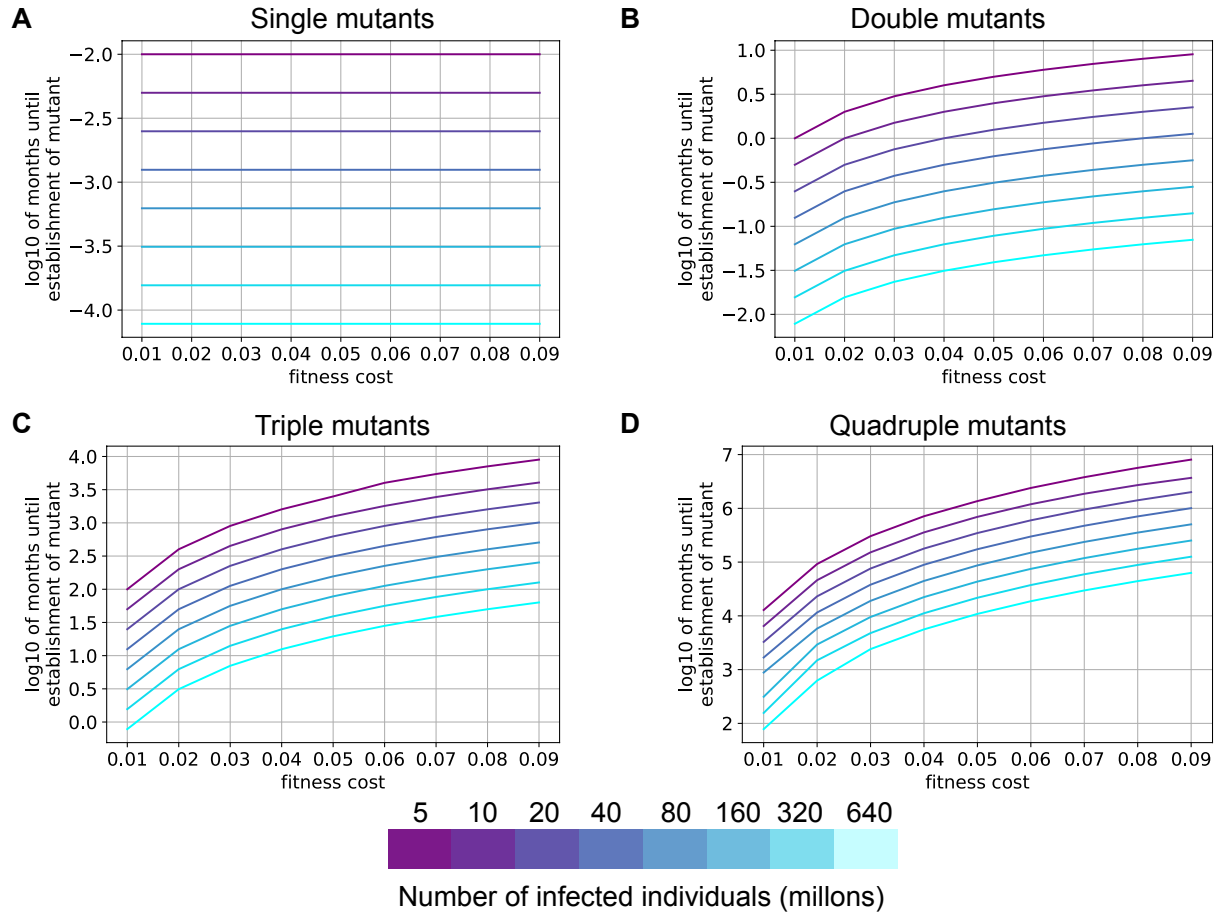 A
Single mutants
log10 of months until
establishment of mutant
−2.0
−2.5
−3.0
−3.5
−4.0
0.01 0.02 0.03 0.04 0.05 0.06 0.07 0.08 0.09
fitness cost
B
Double mutants
log10 of months until
establishment of mutant
1.0
0.5
0.0
−0.5
−1.0
−1.5
−2.0
0.01 0.02 0.03 0.04 0.05 0.06 0.07 0.08 0.09
fitness cost
C
Triple mutants
log10 of months until
establishment of mutant
4.0
3.5
3.0
2.5
2.0
1.5
1.0
0.5
0.0
0.01 0.02 0.03 0.04 0.05 0.06 0.07 0.08 0.09
fitness cost
D
Quadruple mutants
log10 of months until
establishment of mutant
7
6
5
4
3
2
0.01 0.02 0.03 0.04 0.05 0.06 0.07 0.08 0.09
fitness cost
5 10 20 40 80 160 320 640
Number of infected individuals (millons)